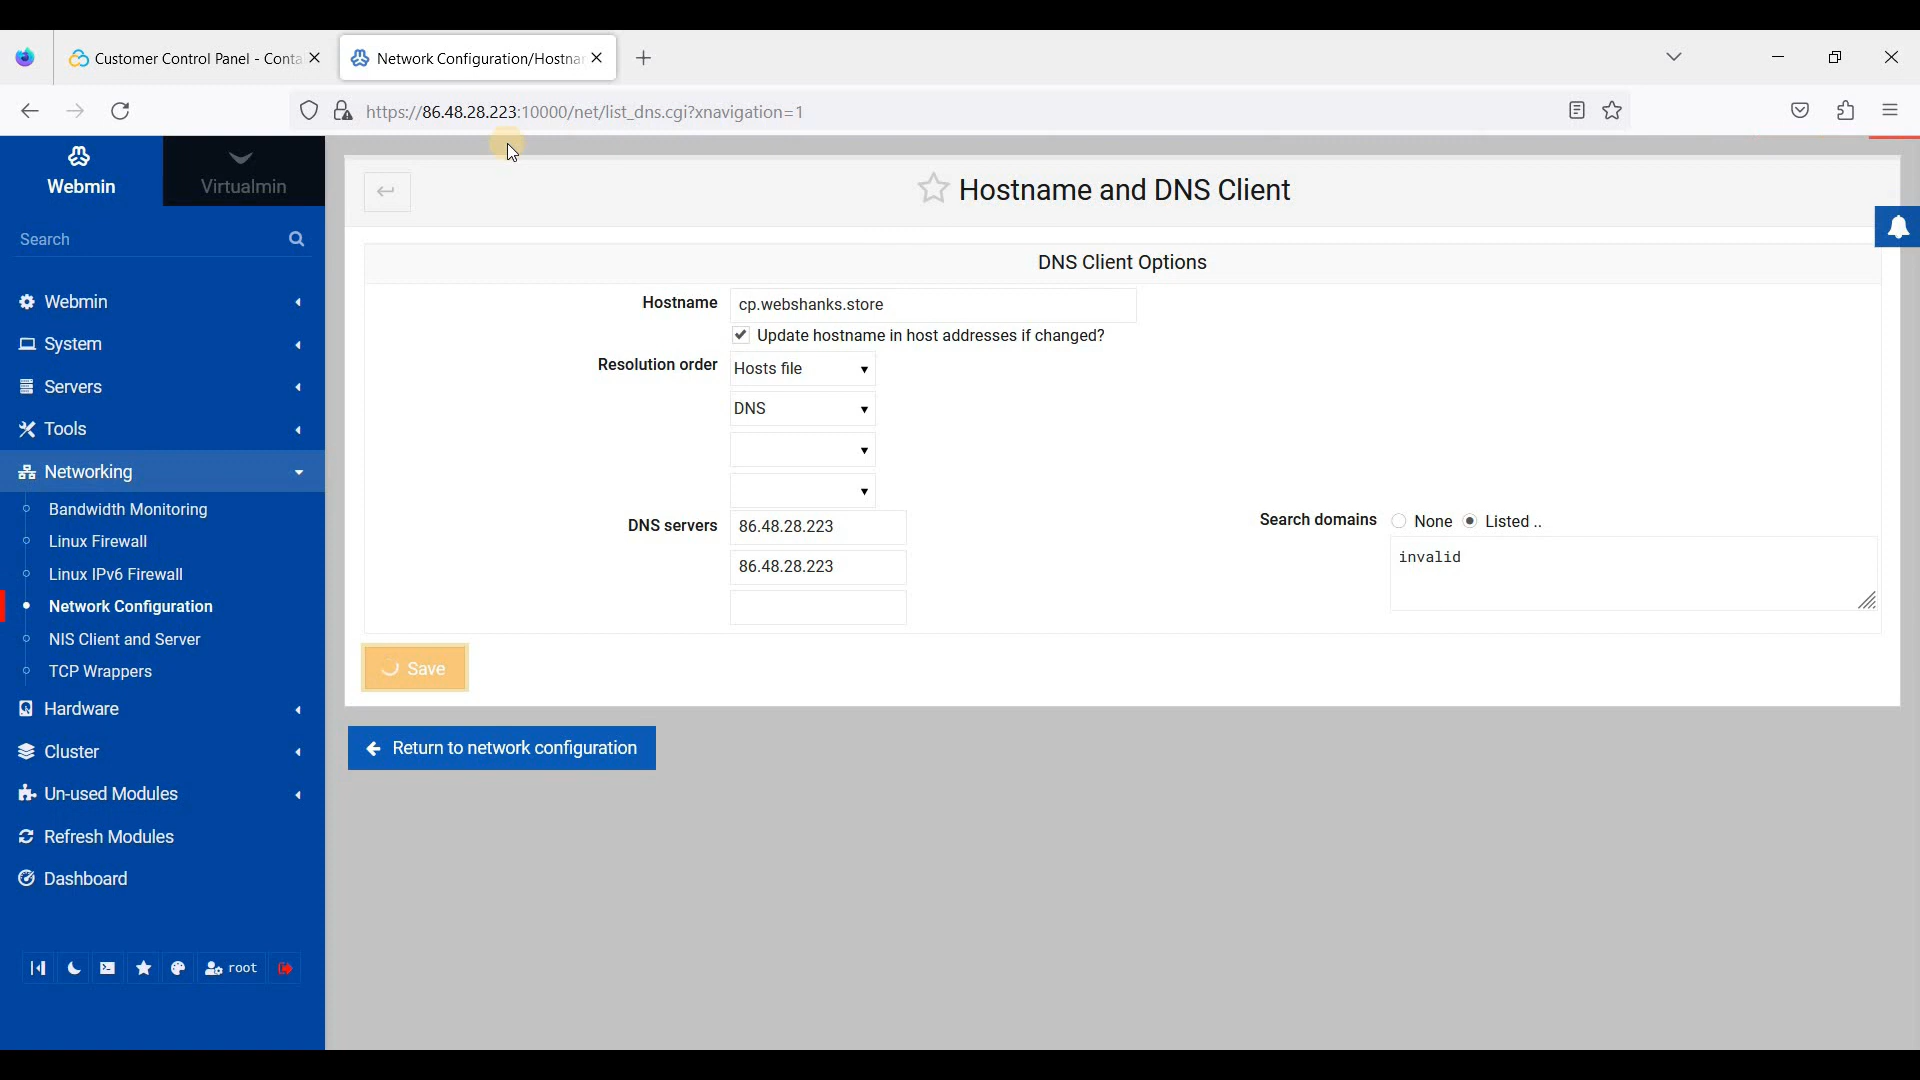 Customer Control Panel - Conta
Network Configuration/Hostna
https://86.48.28.223:10000/net/list_dns.cgi?xnavigation=1
Webmin
Virtualmin
Search
Webmin
System
Servers
Tools
Networking
Bandwidth Monitoring
Linux Firewall
Linux IPv6 Firewall
Network Configuration
NIS Client and Server
TCP Wrappers
Hardware
Cluster
Un-used Modules
Refresh Modules
Dashboard
root
Hostname and DNS Client
DNS Client Options
Hostname cp.webshanks.store
Update hostname in host addresses if changed?
Resolution order Hosts file
DNS
DNS servers 86.48.28.223
86.48.28.223
Search domains None Listed ..
invalid
Save
Return to network configuration